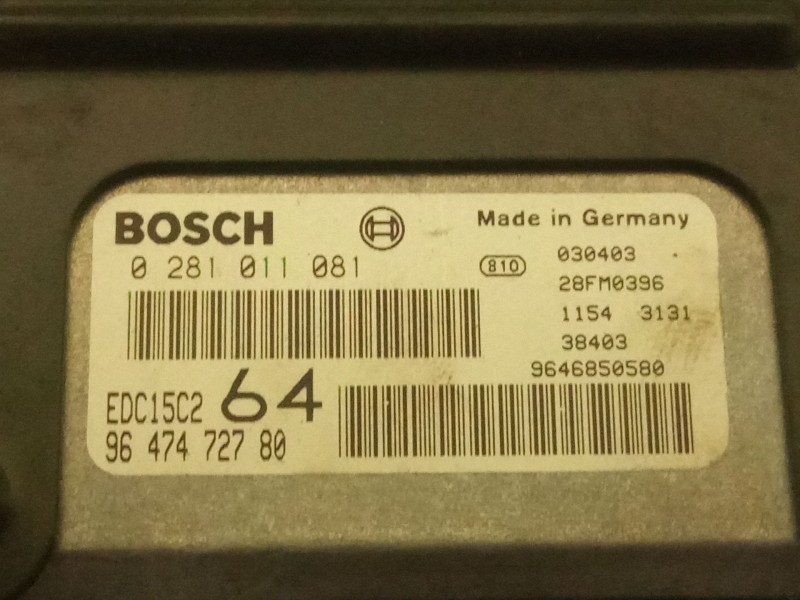 BOSCH
Made in Germany
0 281 011 081
810
030403
28FM0396
1154 3131
38403
9646850580
EDC15C2 64
96 474 727 80